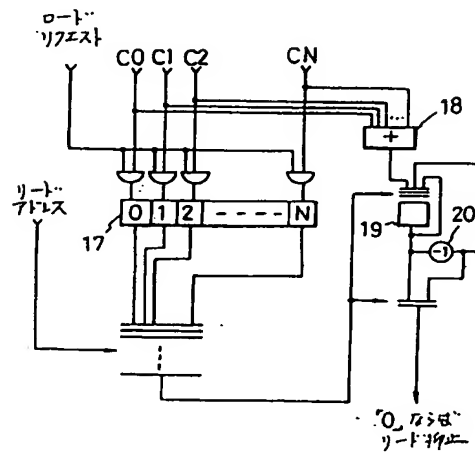 ロード
リクエスト
C0 C1 C2 CN
18
+
リード
アドレス
17
0 1 2 ---- N
19
20
-1
「0」ならば
リード抑止